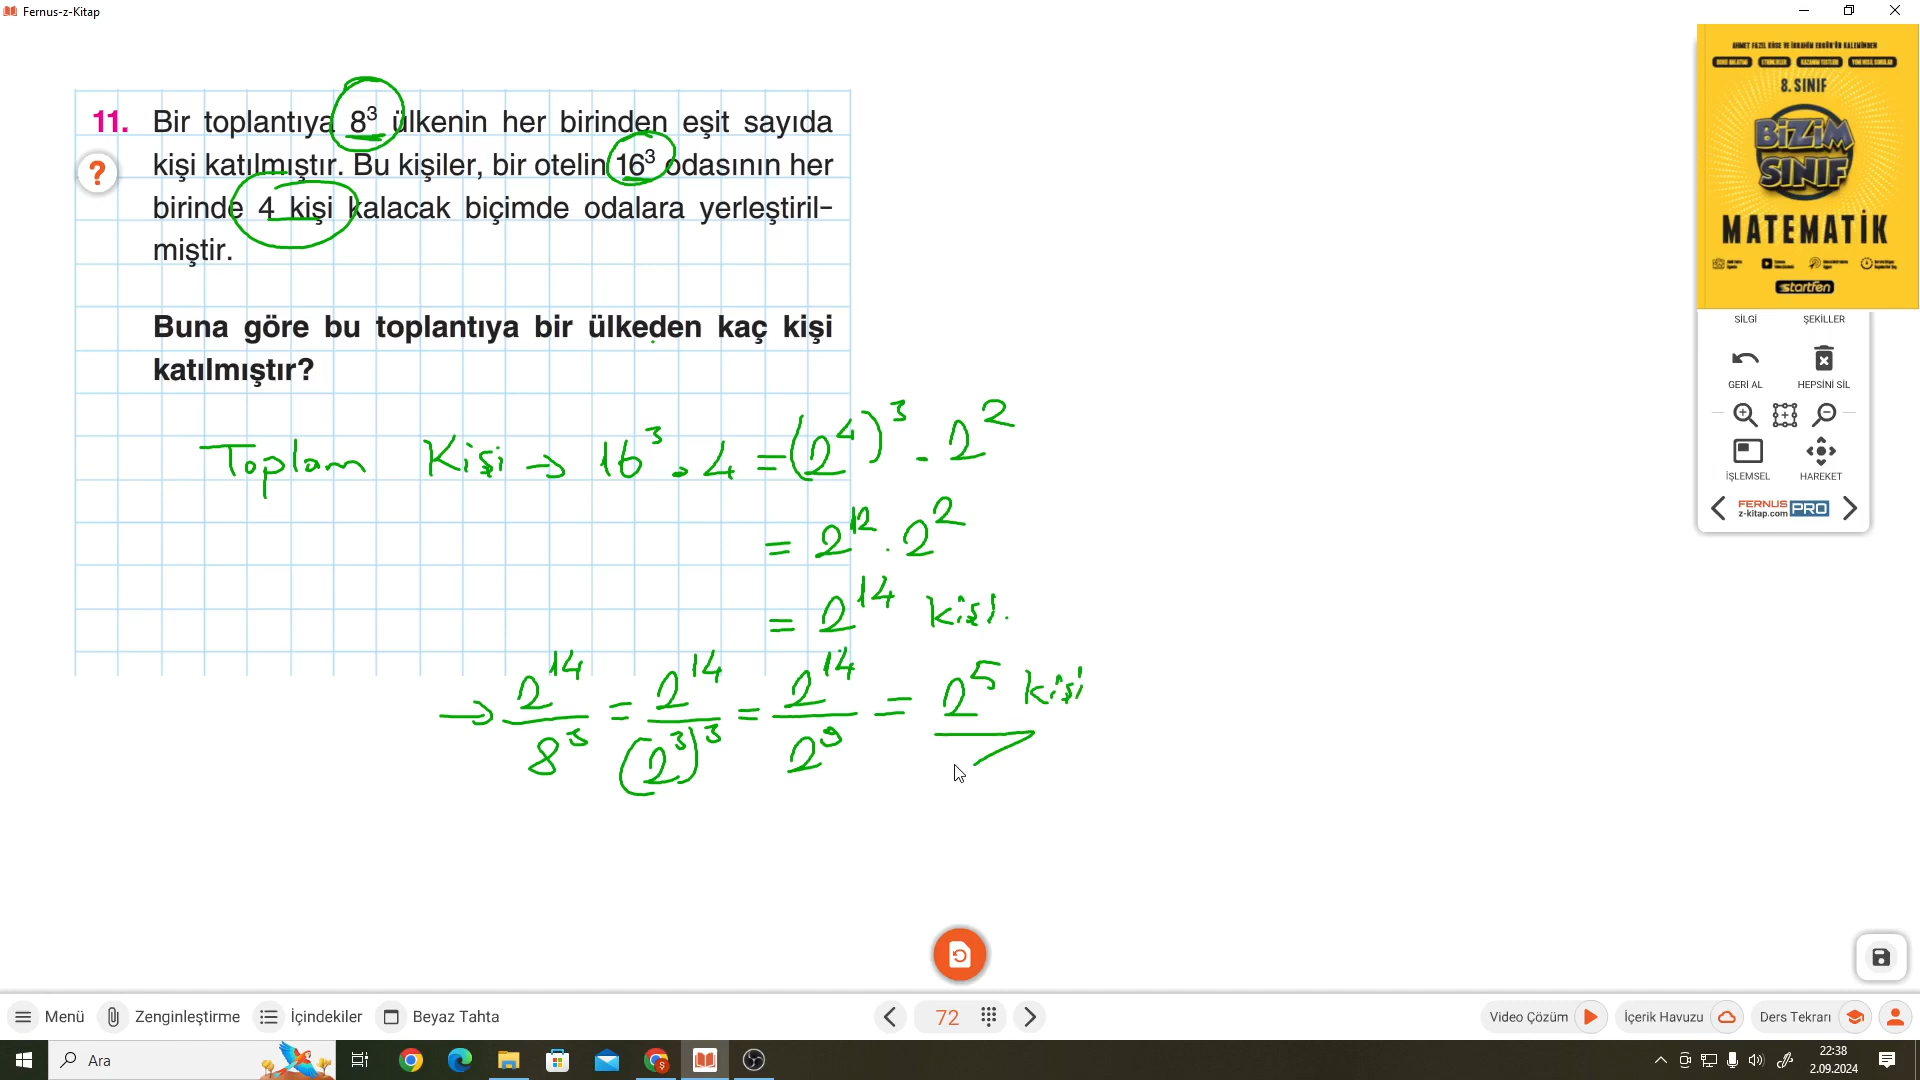 Fernus-z-Kitap
11. Bir toplantıya 8³ ülkenin her birinden eşit sayıda
kişi katılmıştır. Bu kişiler, bir otelin 16³ odasının her
birinde 4 kişi kalacak biçimde odalara yerleştiril-
miştir.
?
Buna göre bu toplantıya bir ülkeden kaç kişi
katılmıştır?
Toplam Kişi → 16³ . 4 = (2⁴)³ . 2²
= 2¹² . 2²
= 2¹⁴ kişi.
→ 2¹⁴/8³ = 2¹⁴/(2³)³ = 2¹⁴/2⁹ = 2⁵ kişi
8. SINIF
BİZİM
SINIF
MATEMATİK
startfen
SİLGİ ŞEKİLLER
GERİ AL HEPSİNİ SİL
İŞLEMSEL HAREKET
FERNUS
z-kitap.com PRO
Menü Zenginleştirme İçindekiler Beyaz Tahta 72 Video Çözüm İçerik Havuzu Ders Tekrarı
Ara
22:38
2.09.2024